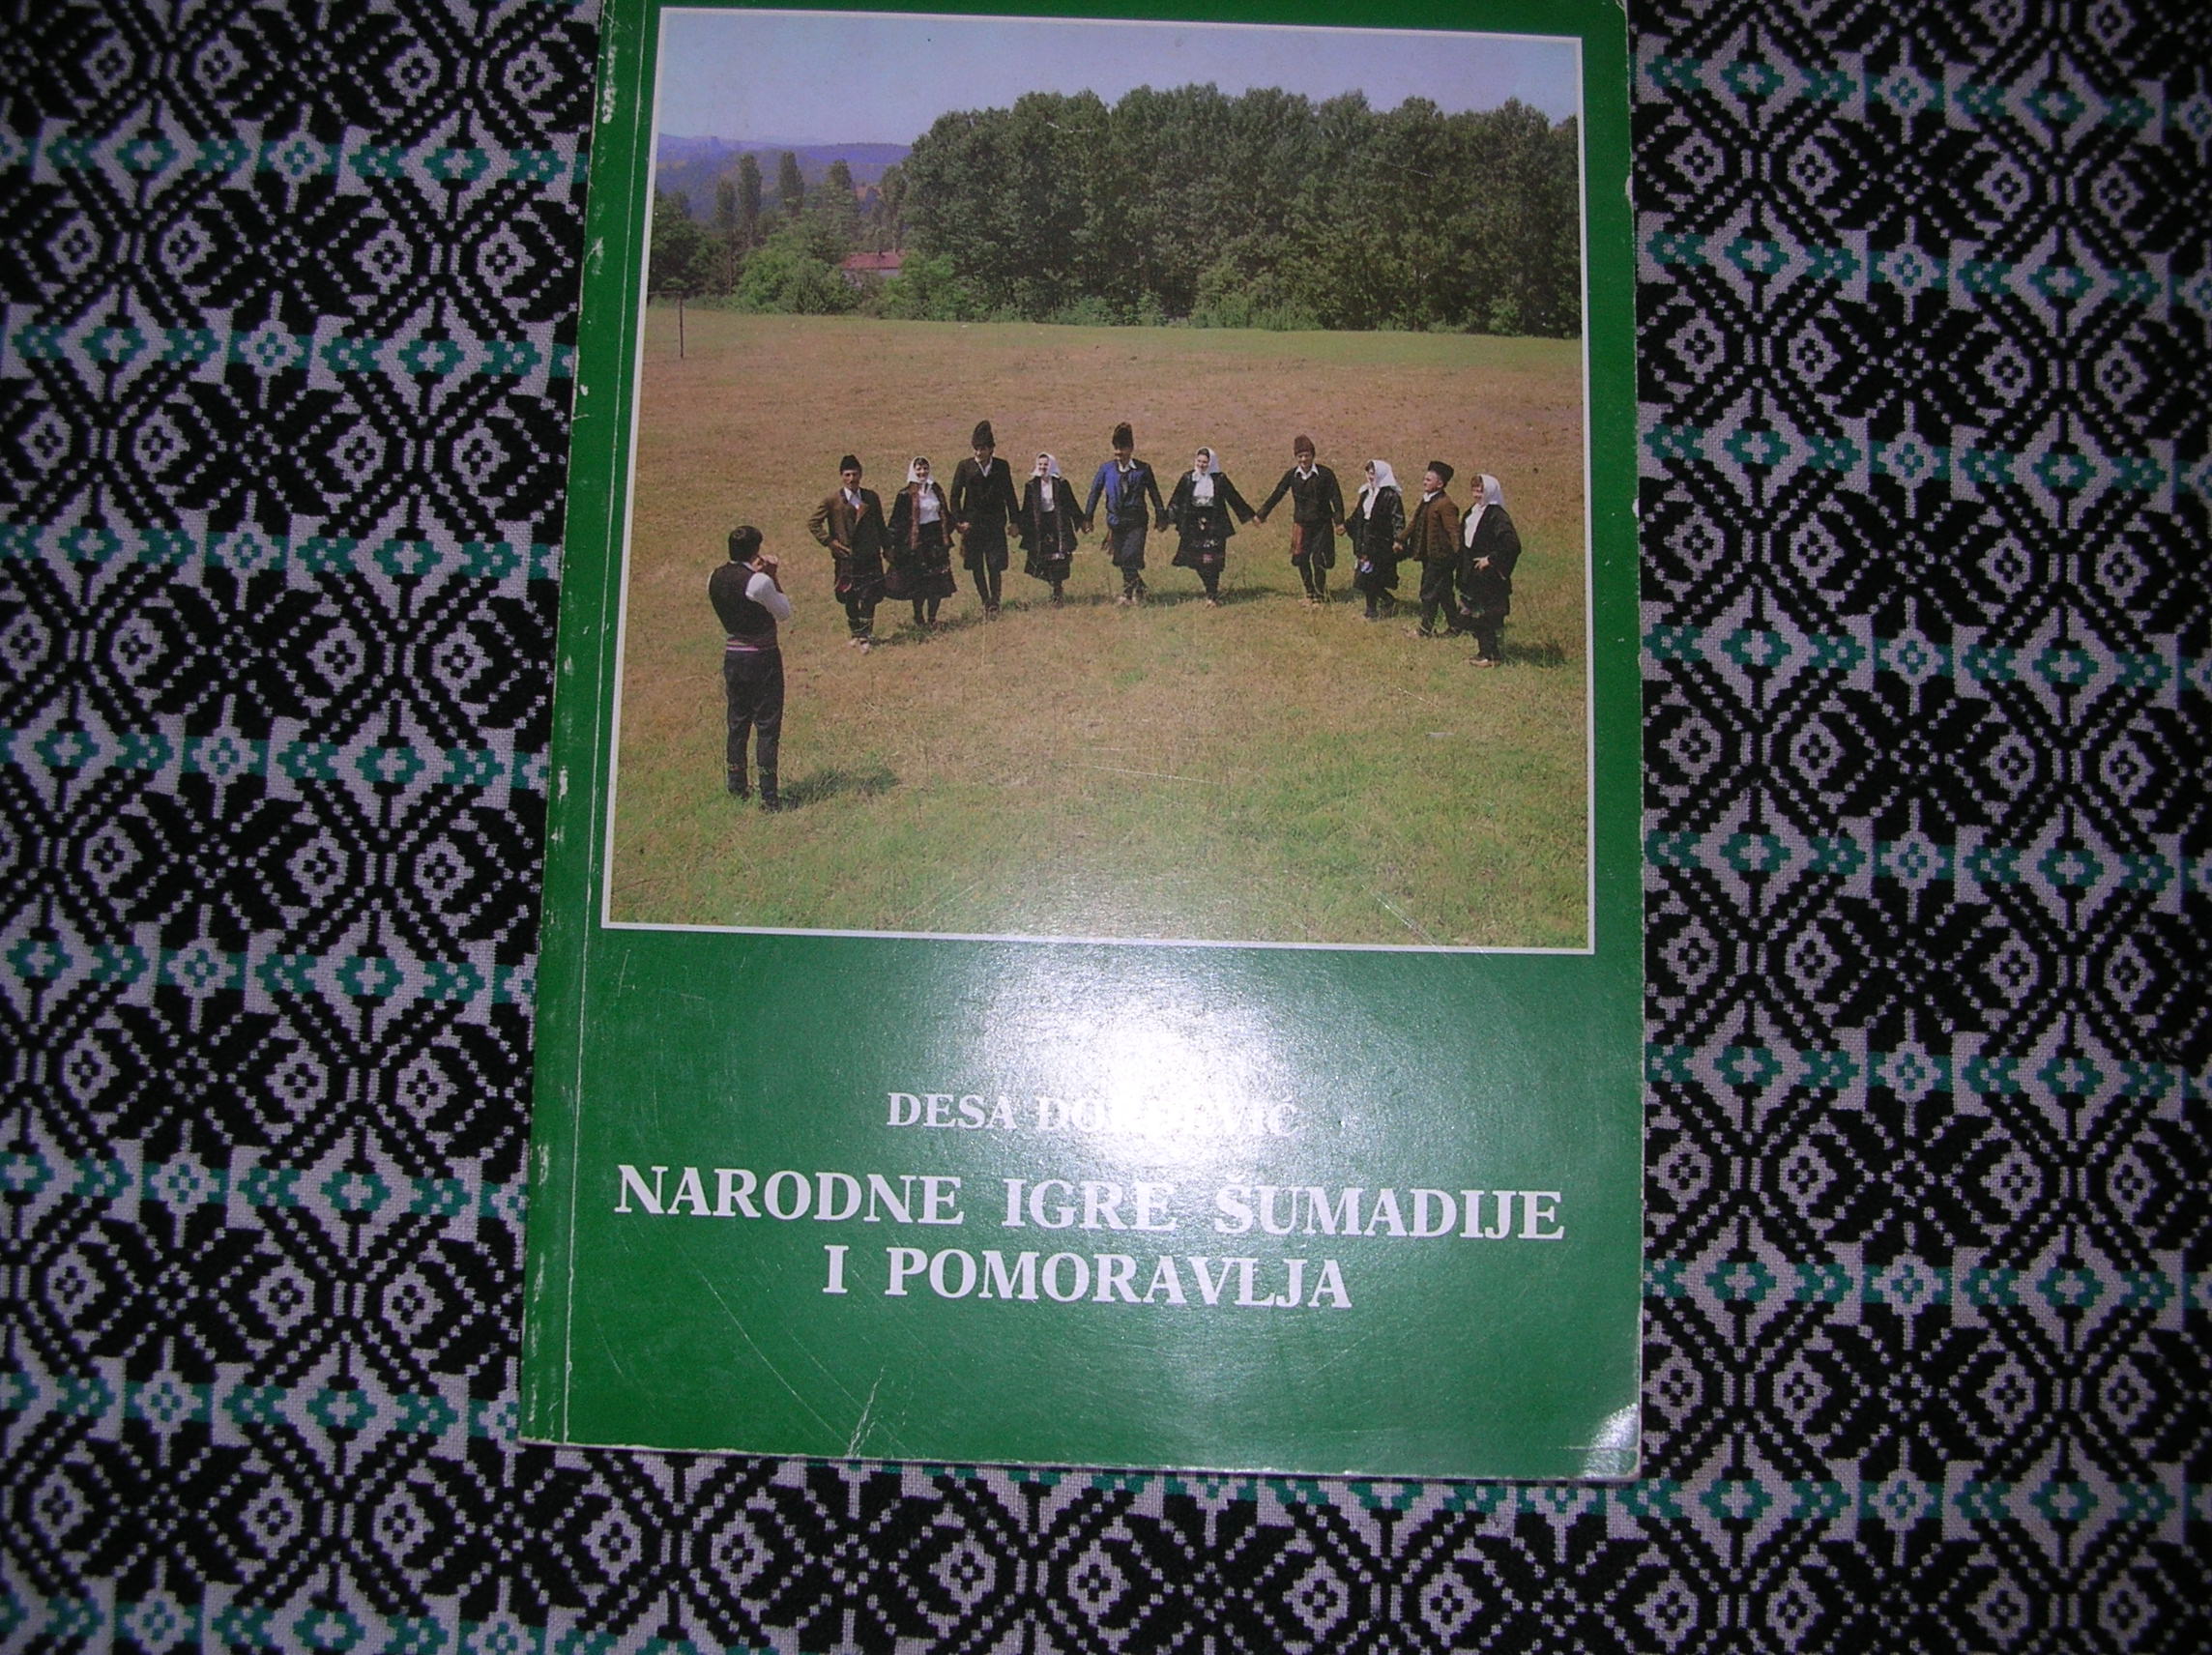 DESA
NARODNE IGRE ŠUMADIJE
I POMORAVLJA